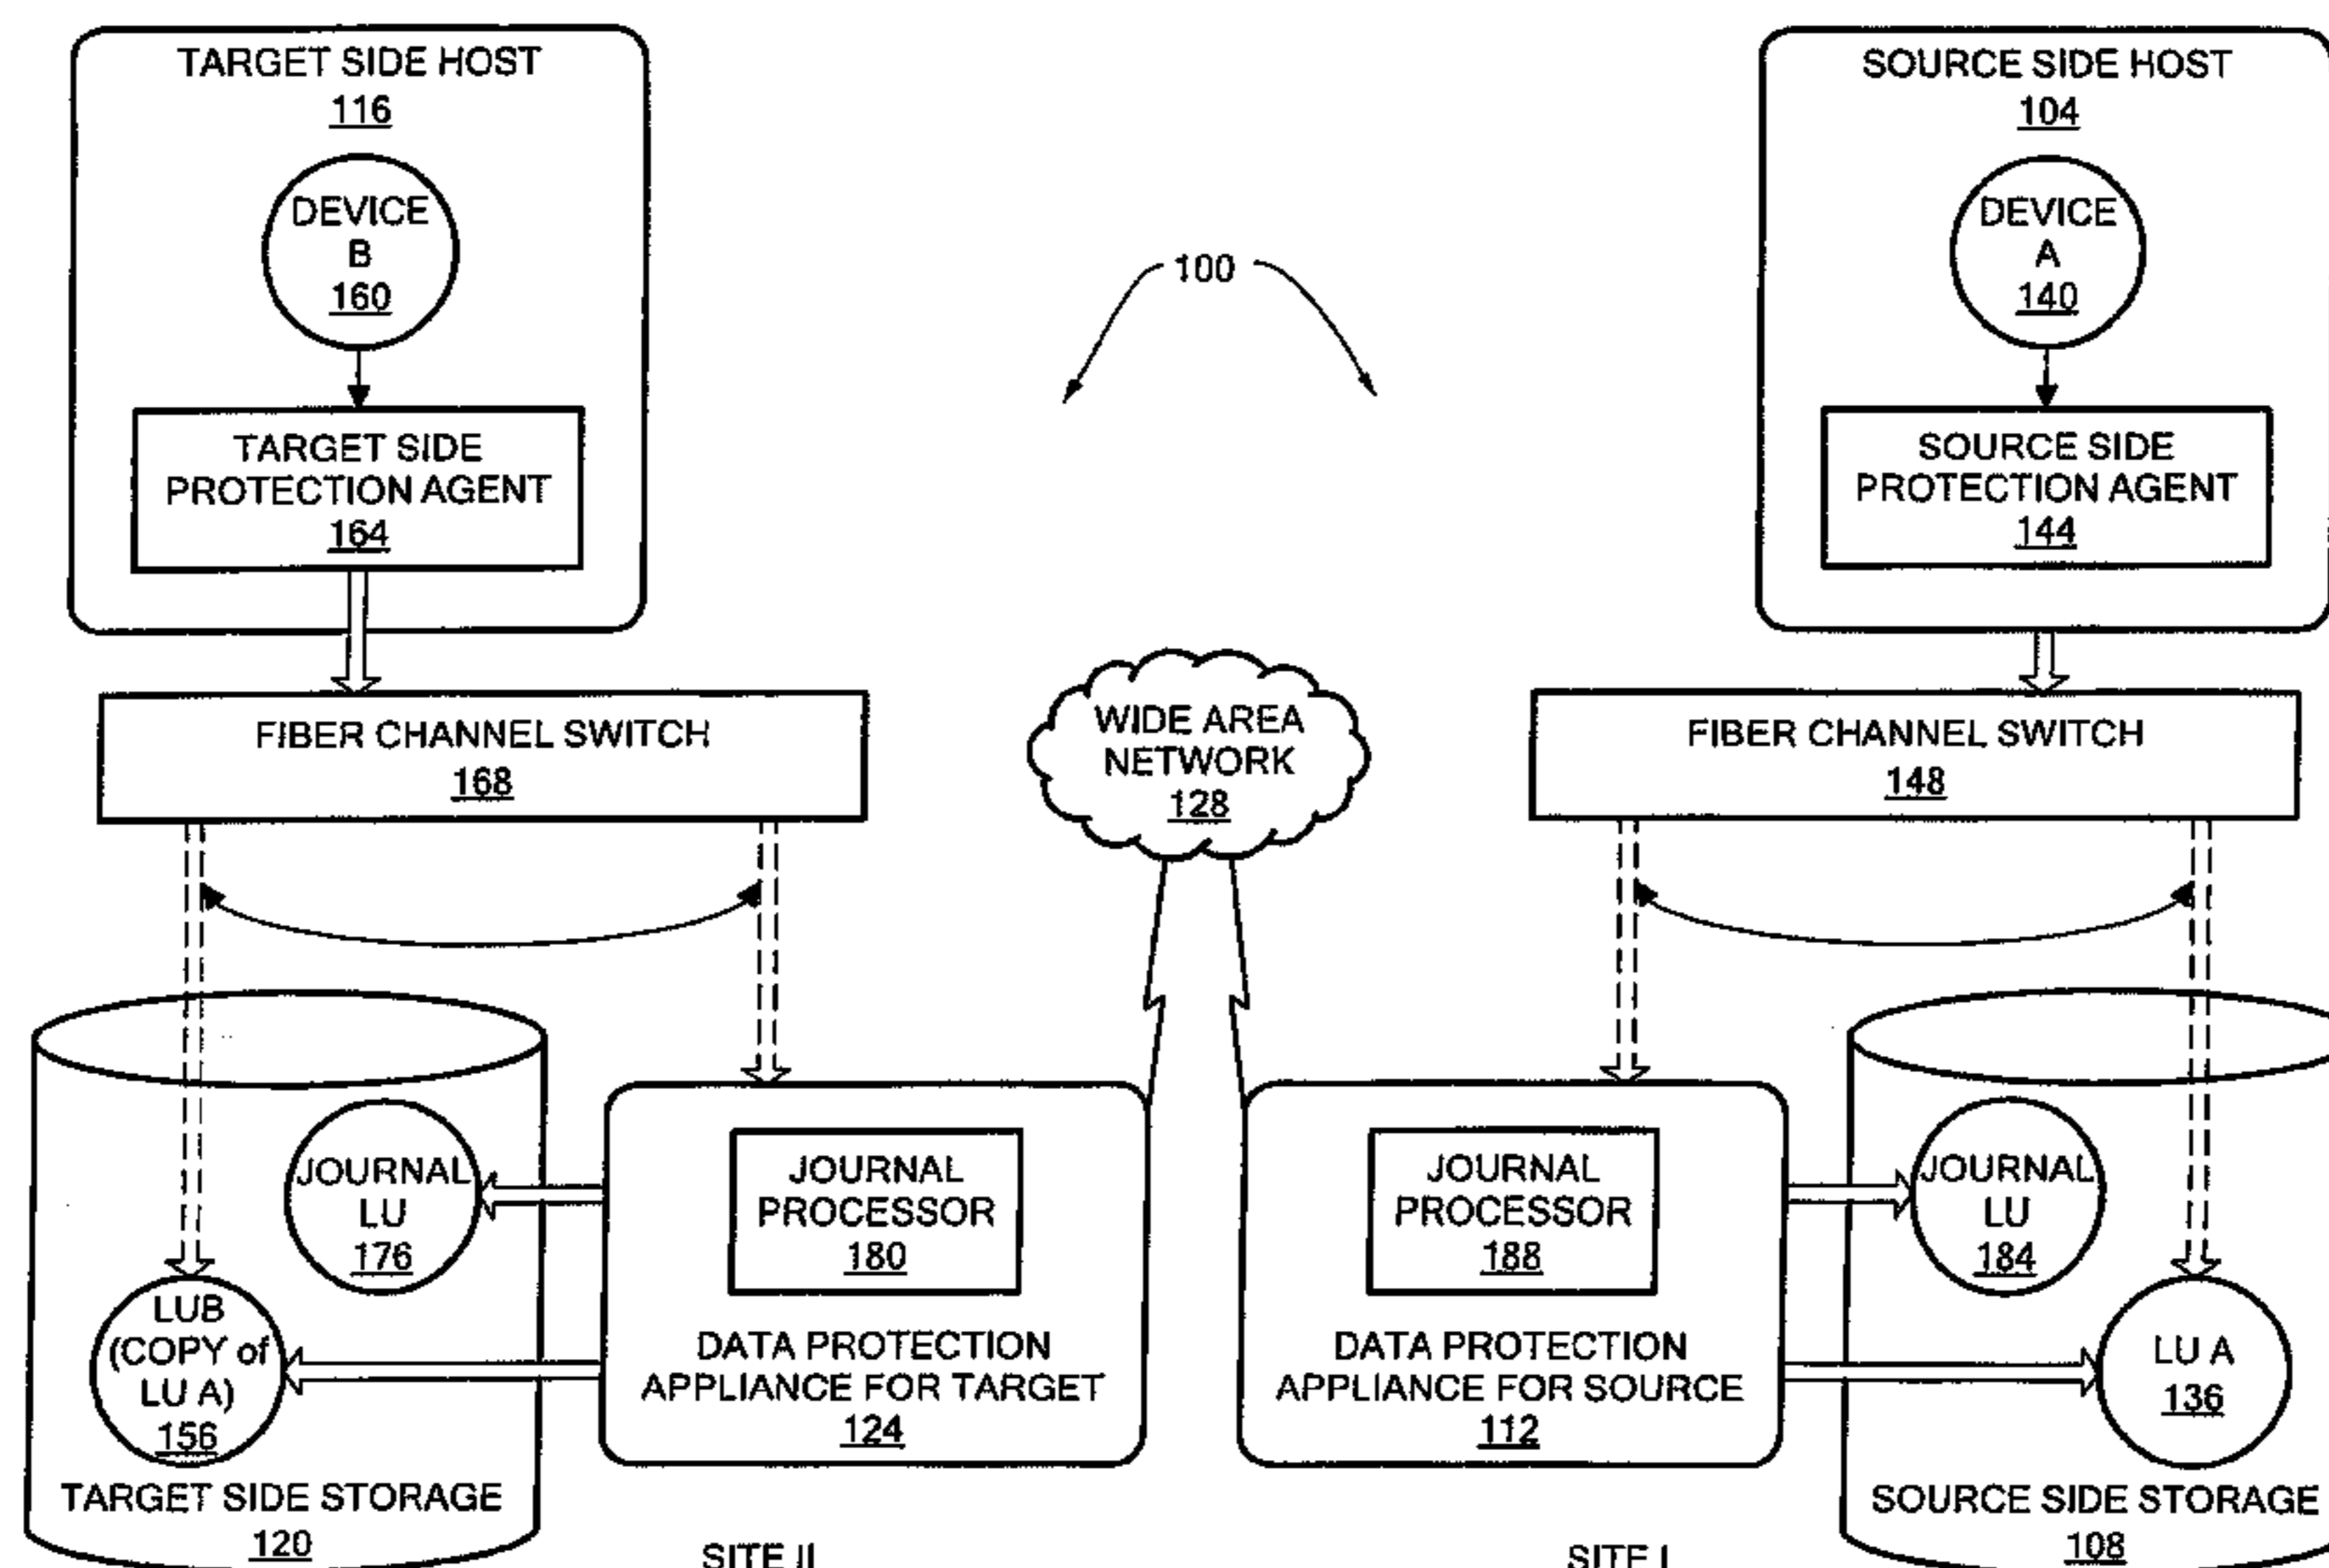 TARGET SIDE HOST
116
DEVICE
B
160
TARGET SIDE
PROTECTION AGENT
164
FIBER CHANNEL SWITCH
168
100
WIDE AREA
NETWORK
128
SOURCE SIDE HOST
104
DEVICE
A
140
SOURCE SIDE
PROTECTION AGENT
144
FIBER CHANNEL SWITCH
148
JOURNAL
LU
176
LUB
(COPY of
LU A)
156
TARGET SIDE STORAGE
120
JOURNAL
PROCESSOR
180
DATA PROTECTION
APPLIANCE FOR TARGET
124
SITE II
JOURNAL
PROCESSOR
188
DATA PROTECTION
APPLIANCE FOR SOURCE
112
SITE I
JOURNAL
LU
184
LU A
136
SOURCE SIDE STORAGE
108